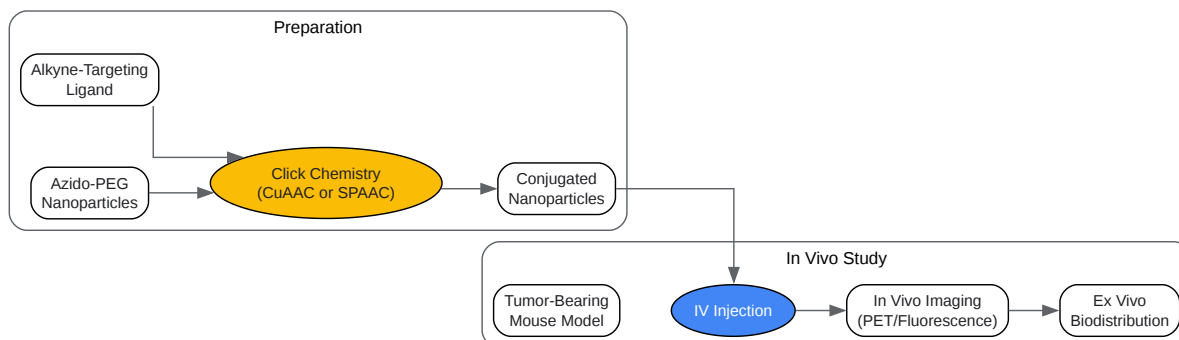 Preparation
Alkyne-Targeting
Ligand
Azido-PEG
Nanoparticles
Click Chemistry
(CuAAC or SPAAC)
Conjugated
Nanoparticles
In Vivo Study
Tumor-Bearing
Mouse Model
IV Injection
In Vivo Imaging
(PET/Fluorescence)
Ex Vivo
Biodistribution